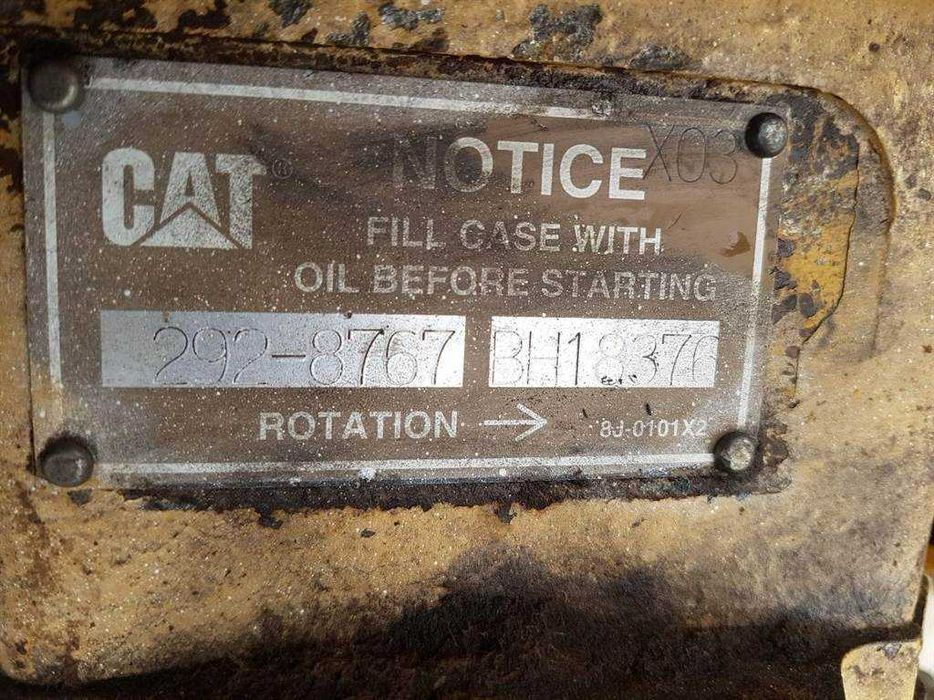 CAT® NOTICE X03
FILL CASE WITH
OIL BEFORE STARTING
292-8767 BH18376
ROTATION → 8J-0101X2